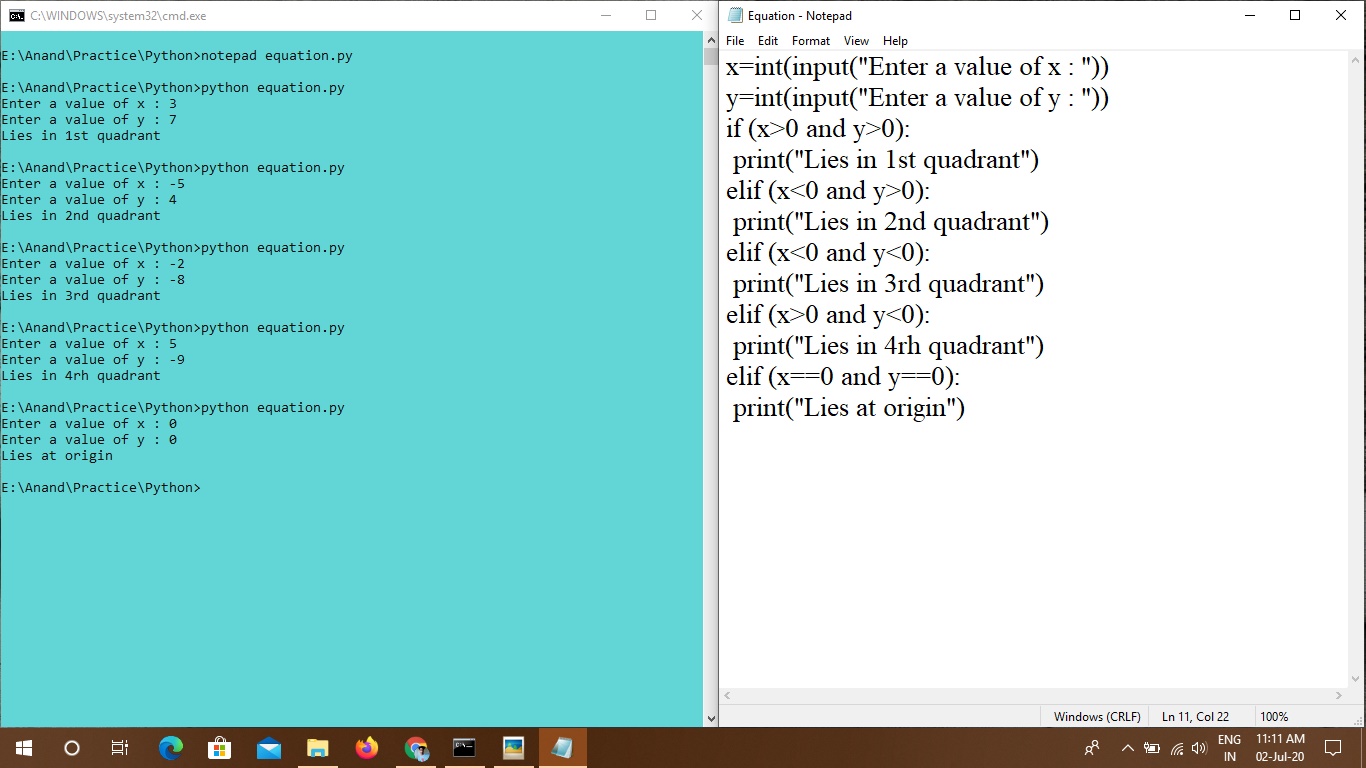 C:\WINDOWS\system32\cmd.exe
E:\Anand\Practice\Python>notepad equation.py
E:\Anand\Practice\Python>python equation.py
Enter a value of x : 3
Enter a value of y : 7
Lies in 1st quadrant
E:\Anand\Practice\Python>python equation.py
Enter a value of x : -5
Enter a value of y : 4
Lies in 2nd quadrant
E:\Anand\Practice\Python>python equation.py
Enter a value of x : -2
Enter a value of y : -8
Lies in 3rd quadrant
E:\Anand\Practice\Python>python equation.py
Enter a value of x : 5
Enter a value of y : -9
Lies in 4rh quadrant
E:\Anand\Practice\Python>python equation.py
Enter a value of x : 0
Enter a value of y : 0
Lies at origin
E:\Anand\Practice\Python>
Equation - Notepad
File Edit Format View Help
x=int(input("Enter a value of x : "))
y=int(input("Enter a value of y : "))
if (x>0 and y>0):
 print("Lies in 1st quadrant")
elif (x<0 and y>0):
 print("Lies in 2nd quadrant")
elif (x<0 and y<0):
 print("Lies in 3rd quadrant")
elif (x>0 and y<0):
 print("Lies in 4rh quadrant")
elif (x==0 and y==0):
 print("Lies at origin")
Windows (CRLF) Ln 11, Col 22 100%
ENG 11:11 AM
IN 02-Jul-20